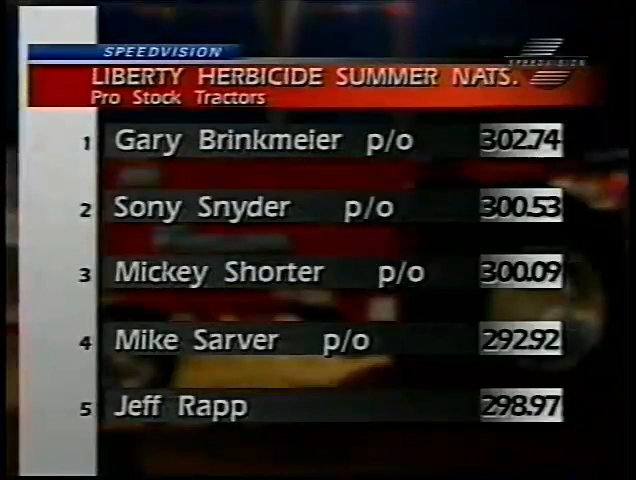 SPEEDVISION
SPEEDVISION
LIBERTY HERBICIDE SUMMER NATS.
Pro Stock Tractors
1 Gary Brinkmeier p/o 302.74
2 Sony Snyder p/o 300.53
3 Mickey Shorter p/o 300.09
4 Mike Sarver p/o 292.92
5 Jeff Rapp 298.97